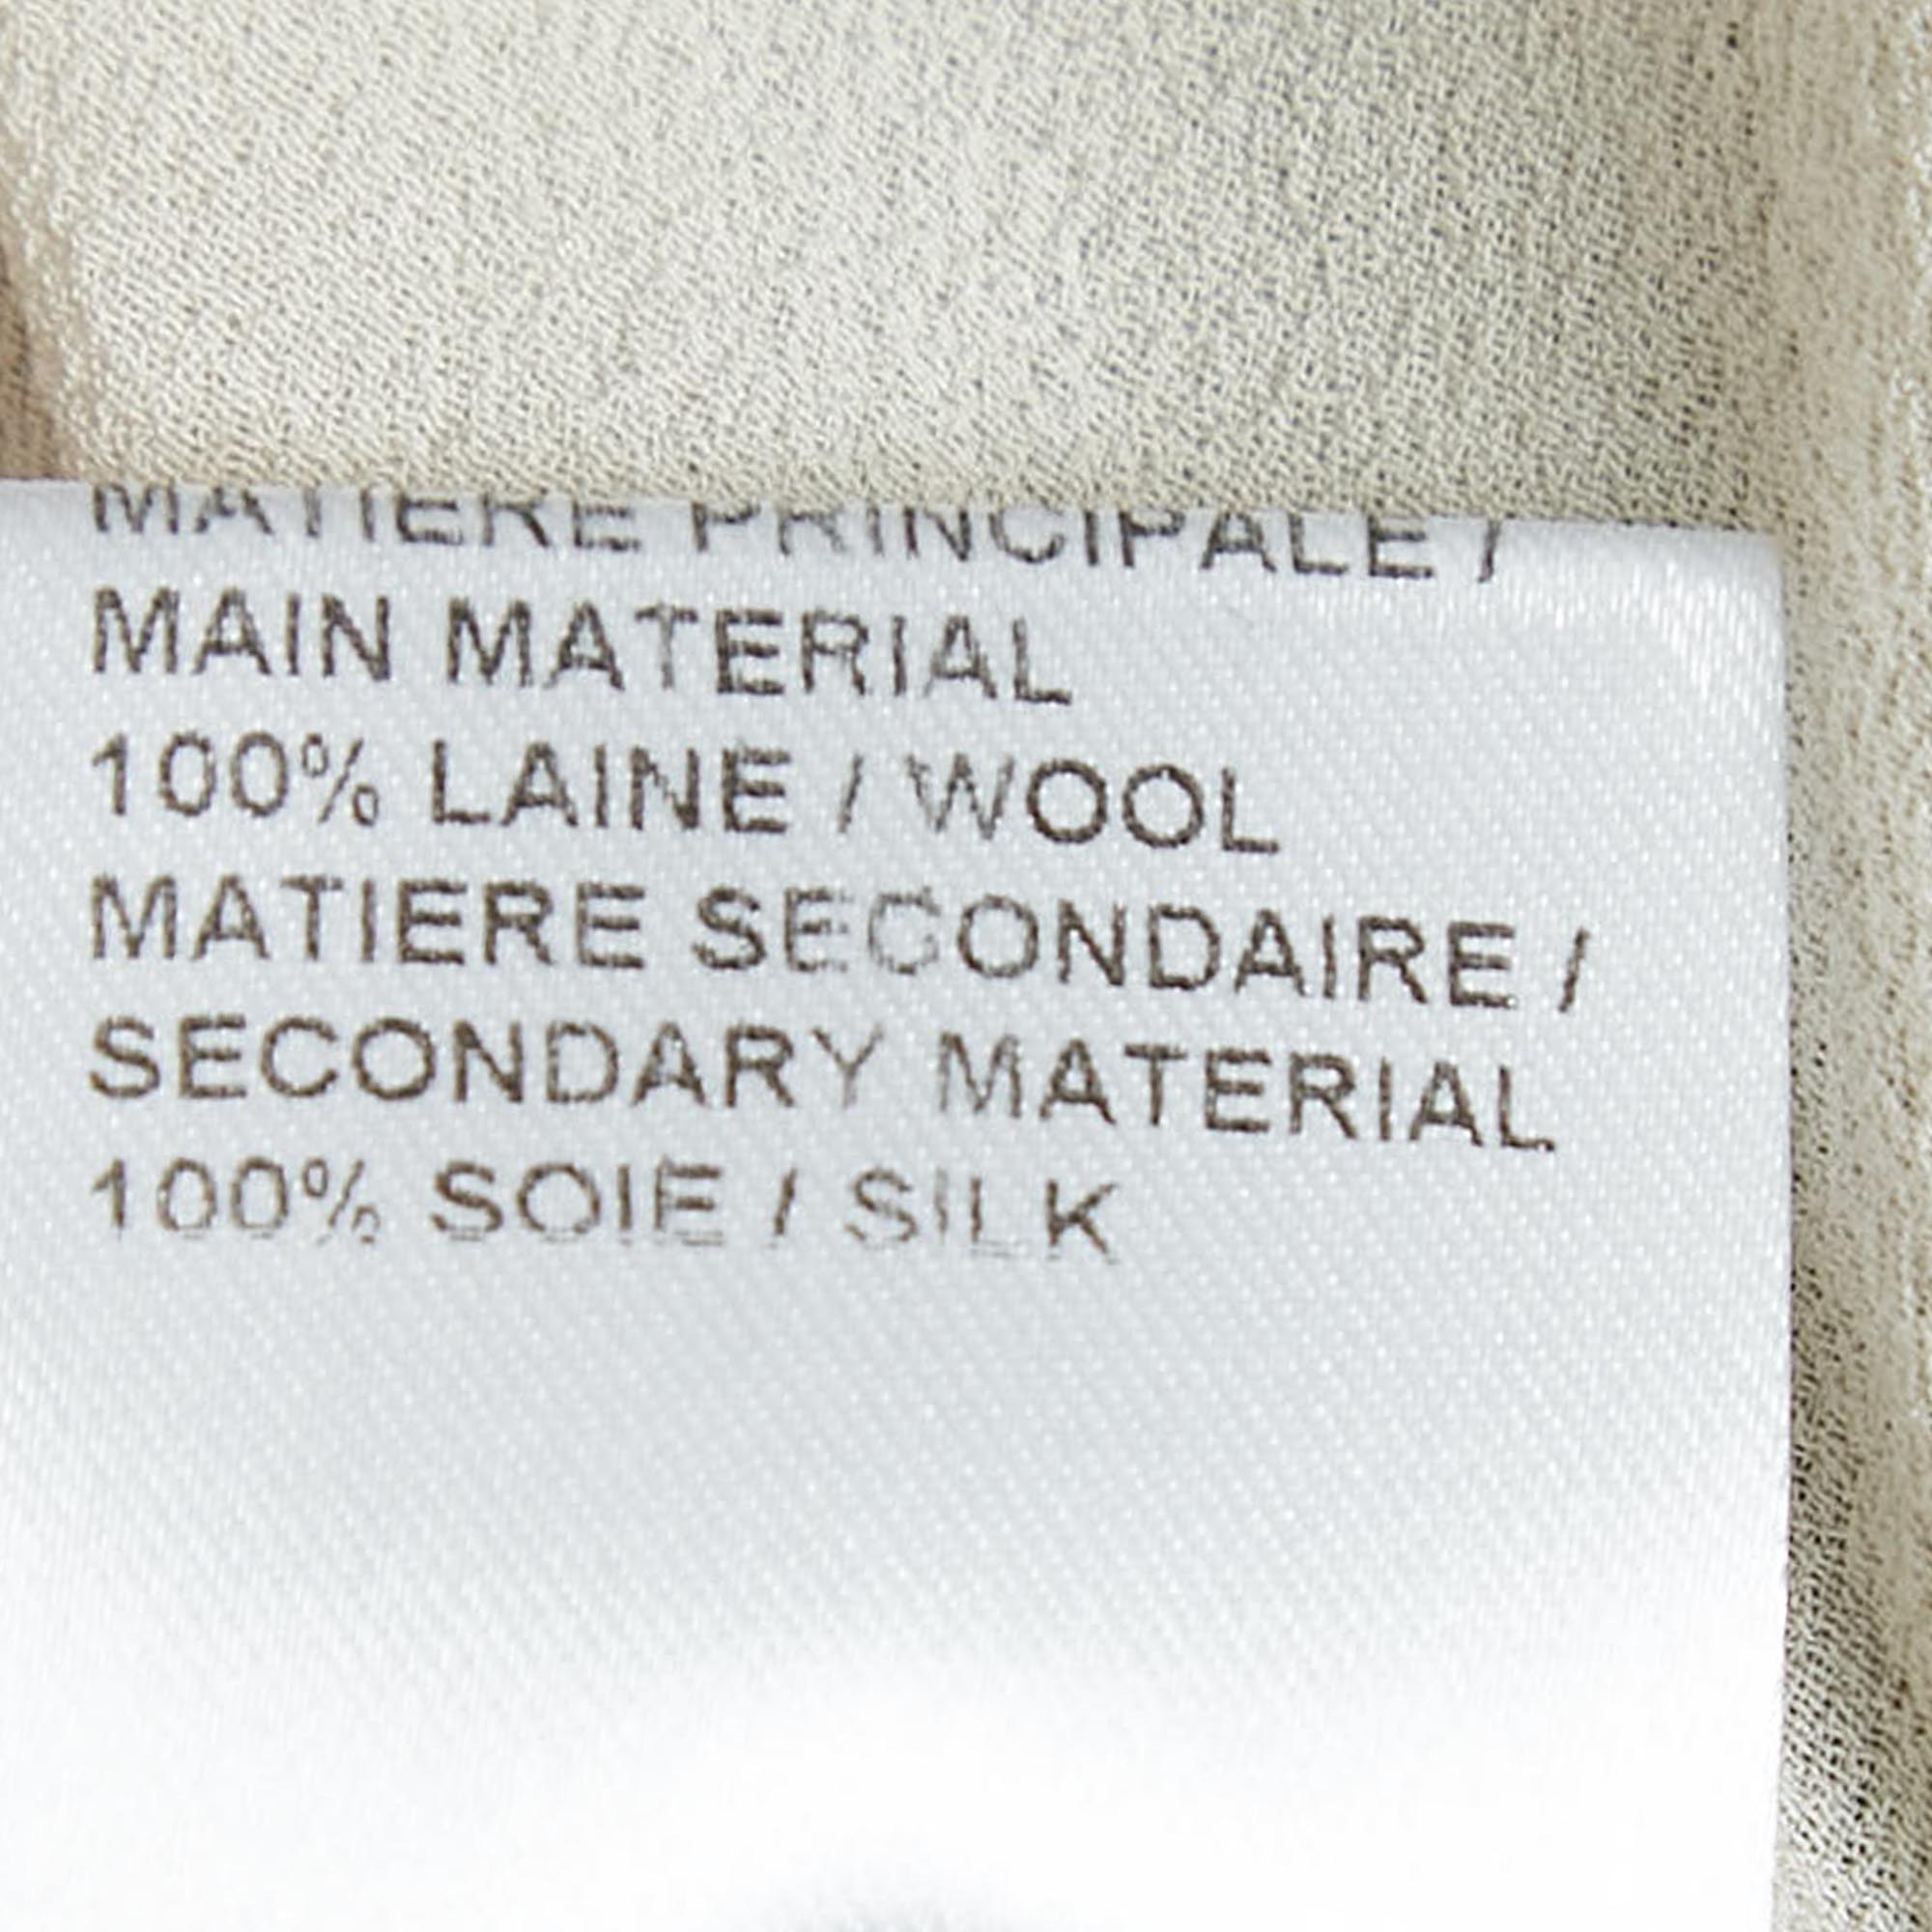 MATIERE PRINCIPALE /
MAIN MATERIAL
100% LAINE / WOOL
MATIERE SECONDAIRE /
SECONDARY MATERIAL
100% SOIE / SILK